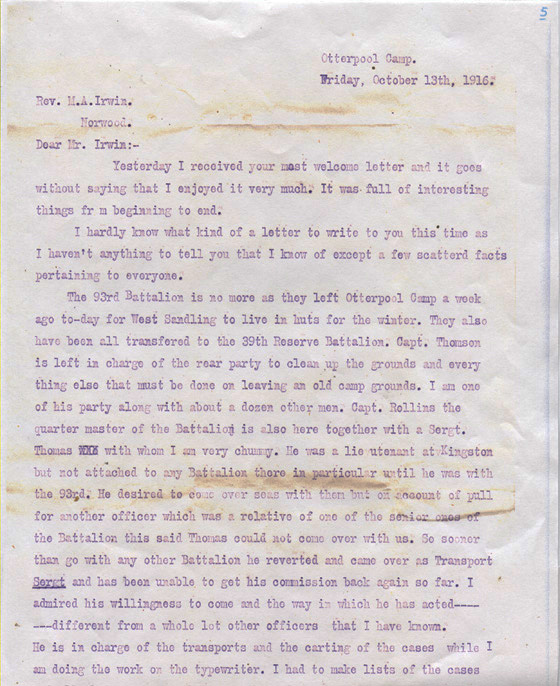 5
Otterpool Camp.
Friday, October 13th, 1916.
Rev. M.A.Irwin.
Norwood.
Dear Mr. Irwin:-
Yesterday I received your most welcome letter and it goes
without saying that I enjoyed it very much. It was full of interesting
things fr m beginning to end.
I hardly know what kind of a letter to write to you this time as
I haven't anything to tell you that I know of except a few scatterd facts
pertaining to everyone.
The 93rd Battalion is no more as they left Otterpool Camp a week
ago to-day for West Sandling to live in huts for the winter. They also
have been all transfered to the 39th Reserve Battalion. Capt. Thomson
is left in charge of the rear party to clean up the grounds and every
thing else that must be done on leaving an old camp grounds. I am one
of his party along with about a dozen other men. Capt. Rollins the
quarter master of the Battalion is also here together with a Sergt.
Thomas with whom I am very chummy. He was a lie utenant at Kingston
but not attached to any Battalion there in particular until he was with
the 93rd. He desired to come over seas with them but on account of pull
for another officer which was a relative of one of the senior ones of
the Battalion this said Thomas could not come over with us. So sooner
than go with any other Battalion he reverted and came over as Transport
Sergt and has been unable to get his commission back again so far. I
admired his willingness to come and the way in which he has acted-----
---different from a whole lot other officers that I have known.
He is in charge of the transports and the carting of the cases while I
am doing the work on the typewriter. I had to make lists of the cases